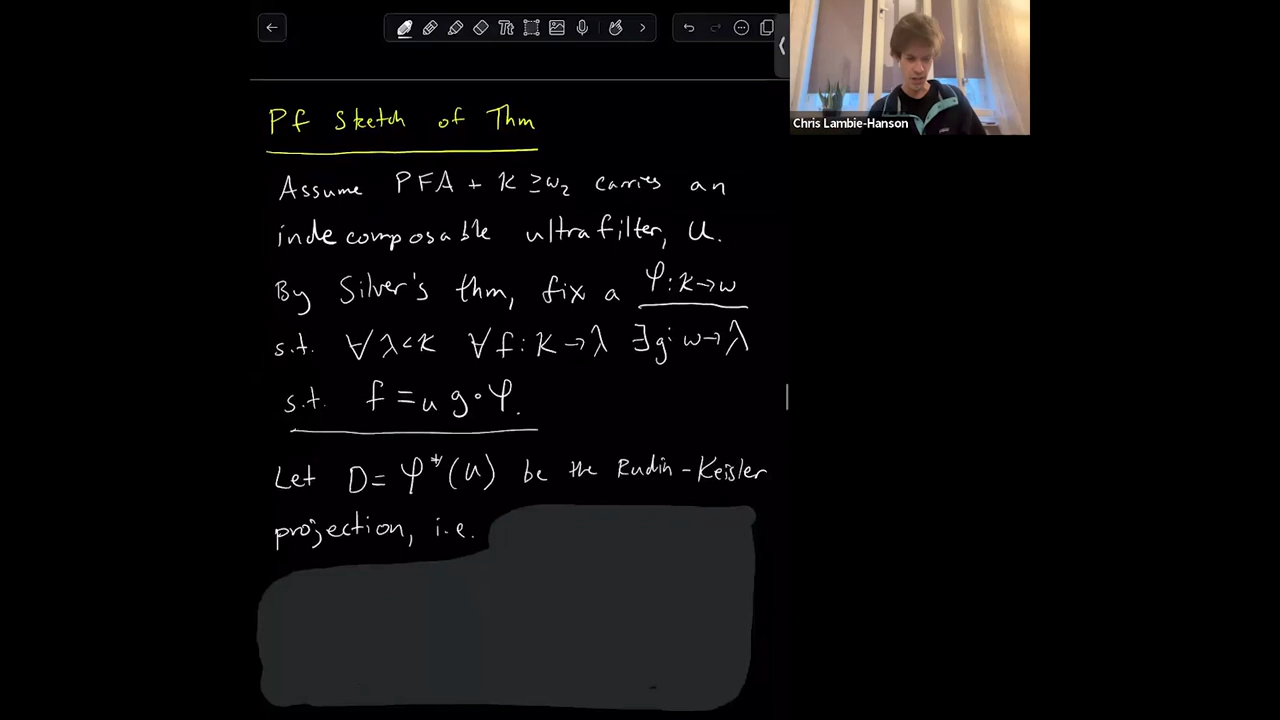 Tt
Chris Lambie-Hanson
Pf Sketch of Thm
Assume PFA + κ ≥ ω₂ carries an
indecomposable ultrafilter, U.
By Silver's thm, fix a φ: κ→ω
s.t. ∀λ<κ ∀f: κ→λ ∃g: ω→λ
s.t. f =ᵤ g∘φ.
Let D = φ*(U) be the Rudin-Keisler
projection, i.e.